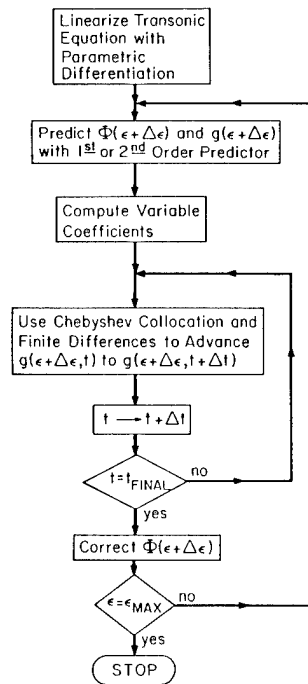 Linearize Transonic
Equation with
Parametric
Differentiation
Predict Φ(ϵ+Δϵ) and g(ϵ+Δϵ)
with 1st or 2nd Order Predictor
Compute Variable
Coefficients
Use Chebyshev Collocation and
Finite Differences to Advance
g(ϵ+Δϵ,t) to g(ϵ+Δϵ,t+Δt)
t → t+Δt
t=tFINAL
no
yes
Correct Φ(ϵ+Δϵ)
ϵ=ϵMAX
no
yes
STOP